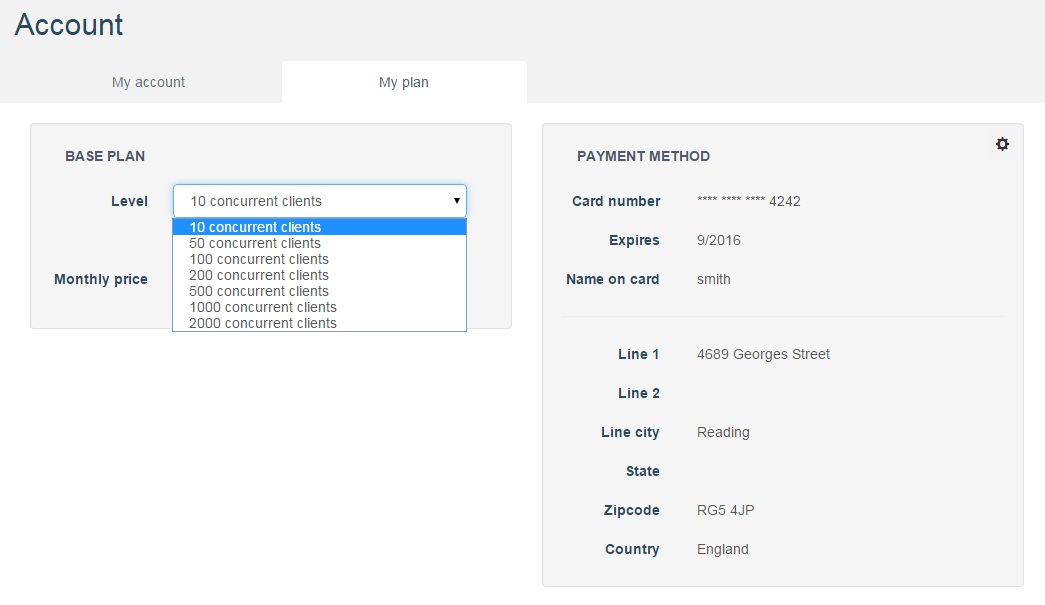 Account
My account
My plan
BASE PLAN
Level 10 concurrent clients
10 concurrent clients
50 concurrent clients
100 concurrent clients
200 concurrent clients
500 concurrent clients
1000 concurrent clients
2000 concurrent clients
Monthly price
PAYMENT METHOD
Card number **** **** **** 4242
Expires 9/2016
Name on card smith
Line 1 4689 Georges Street
Line 2
Line city Reading
State
Zipcode RG5 4JP
Country England